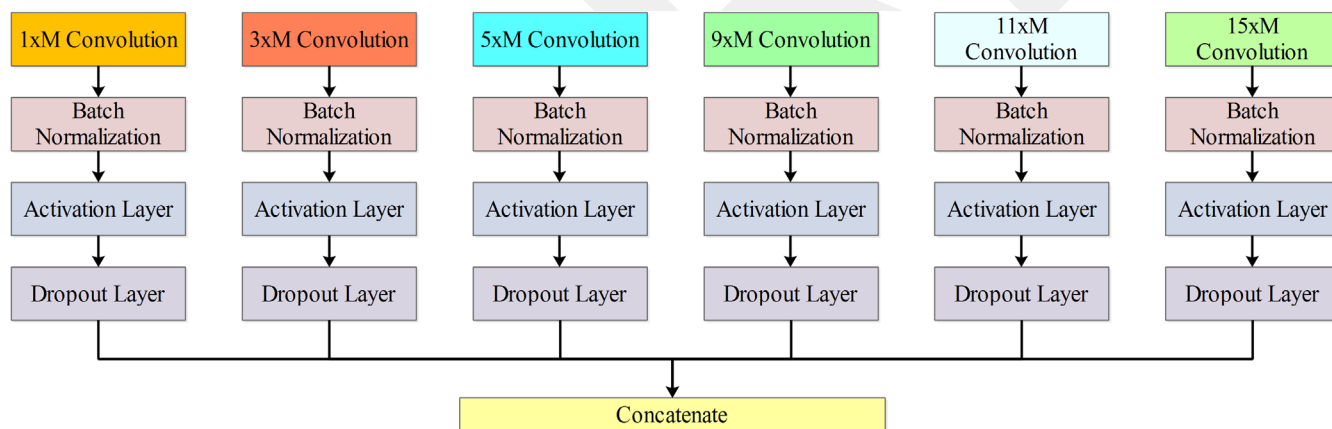 1xM Convolution
3xM Convolution
5xM Convolution
9xM Convolution
11xM
Convolution
15xM
Convolution
Batch
Normalization
Batch
Normalization
Batch
Normalization
Batch
Normalization
Batch
Normalization
Batch
Normalization
Activation Layer
Activation Layer
Activation Layer
Activation Layer
Activation Layer
Activation Layer
Dropout Layer
Dropout Layer
Dropout Layer
Dropout Layer
Dropout Layer
Dropout Layer
Concatenate